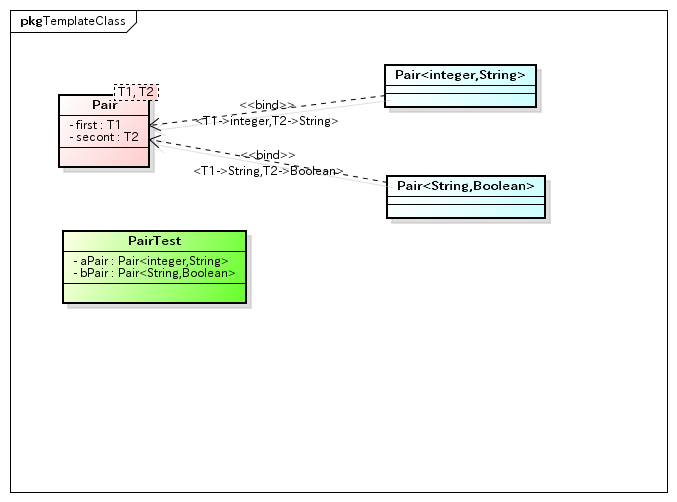 pkg TemplateClass
T1, T2
Pair
- first : T1
- secont : T2
<<bind>>
<T1->integer,T2->String>
Pair<integer,String>
<<bind>>
<T1->String,T2->Boolean>
Pair<String,Boolean>
PairTest
- aPair : Pair<integer,String>
- bPair : Pair<String,Boolean>